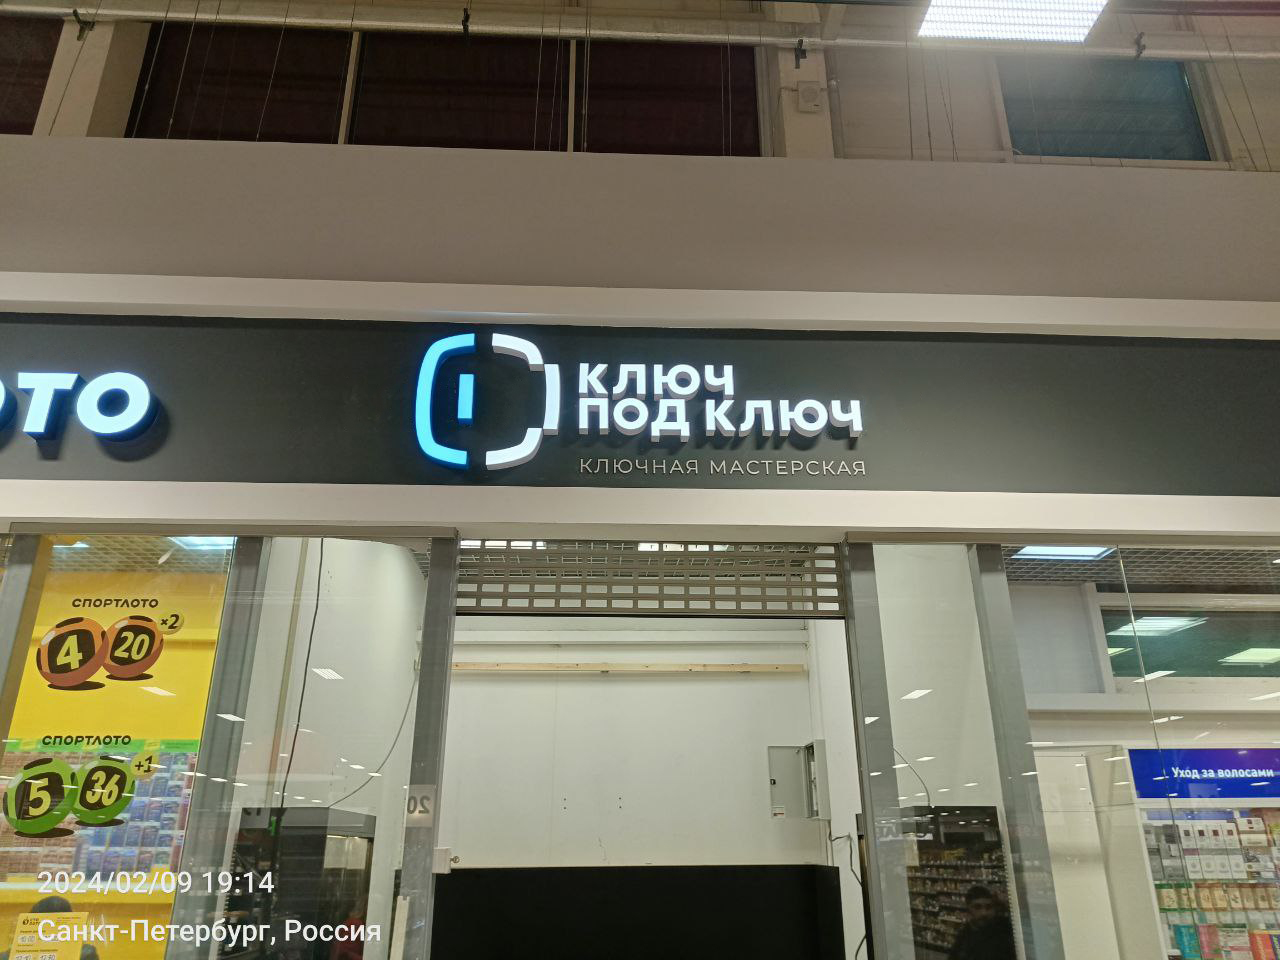 ОТО
КЛЮЧ
ПОД КЛЮЧ
КЛЮЧНАЯ МАСТЕРСКАЯ
СПОРТЛОТО
4 20 ×2
СПОРТЛОТО
5 36 +1
Уход за волосами
2024/02/09 19:14
Санкт-Петербург, Россия